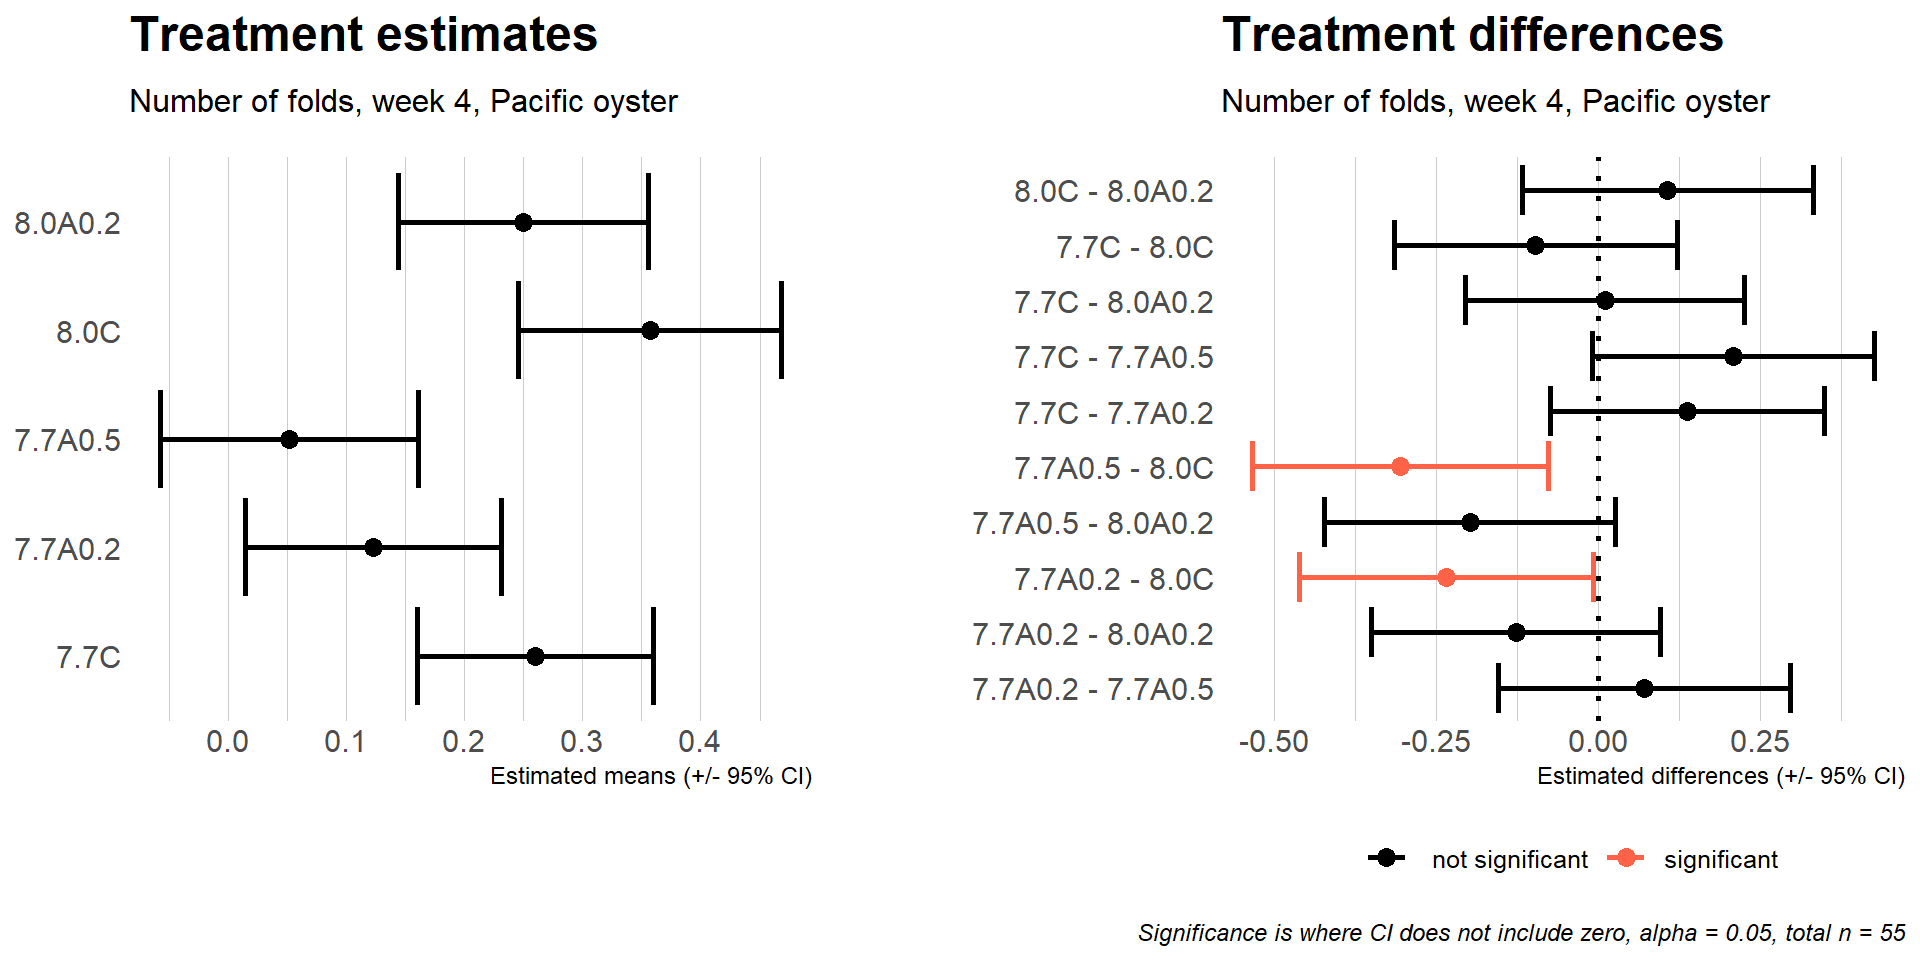 Treatment estimates
Number of folds, week 4, Pacific oyster
8.0A0.2
8.0C
7.7A0.5
7.7A0.2
7.7C
0.0 0.1 0.2 0.3 0.4
Estimated means (+/- 95% CI)
Treatment differences
Number of folds, week 4, Pacific oyster
8.0C - 8.0A0.2
7.7C - 8.0C
7.7C - 8.0A0.2
7.7C - 7.7A0.5
7.7C - 7.7A0.2
7.7A0.5 - 8.0C
7.7A0.5 - 8.0A0.2
7.7A0.2 - 8.0C
7.7A0.2 - 8.0A0.2
7.7A0.2 - 7.7A0.5
-0.50 -0.25 0.00 0.25
Estimated differences (+/- 95% CI)
not significant significant
Significance is where CI does not include zero, alpha = 0.05, total n = 55